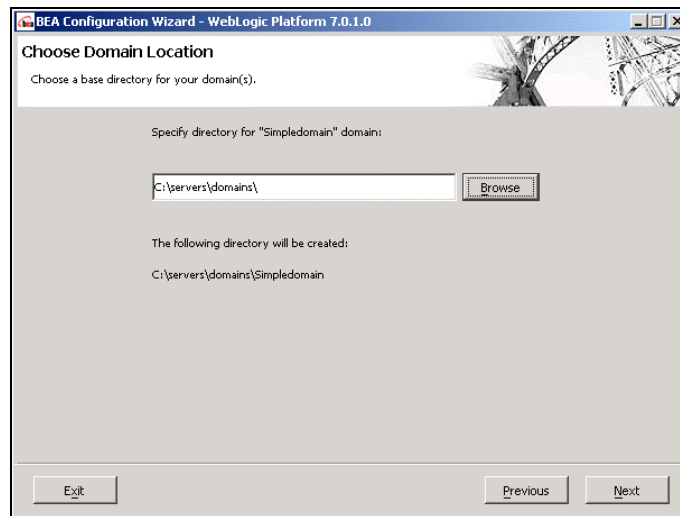 BEA Configuration Wizard - WebLogic Platform 7.0.1.0
Choose Domain Location
Choose a base directory for your domain(s).
Specify directory for "Simpledomain" domain:
C:\servers\domains\
Browse
The following directory will be created:
C:\servers\domains\Simpledomain
Exit
Previous
Next